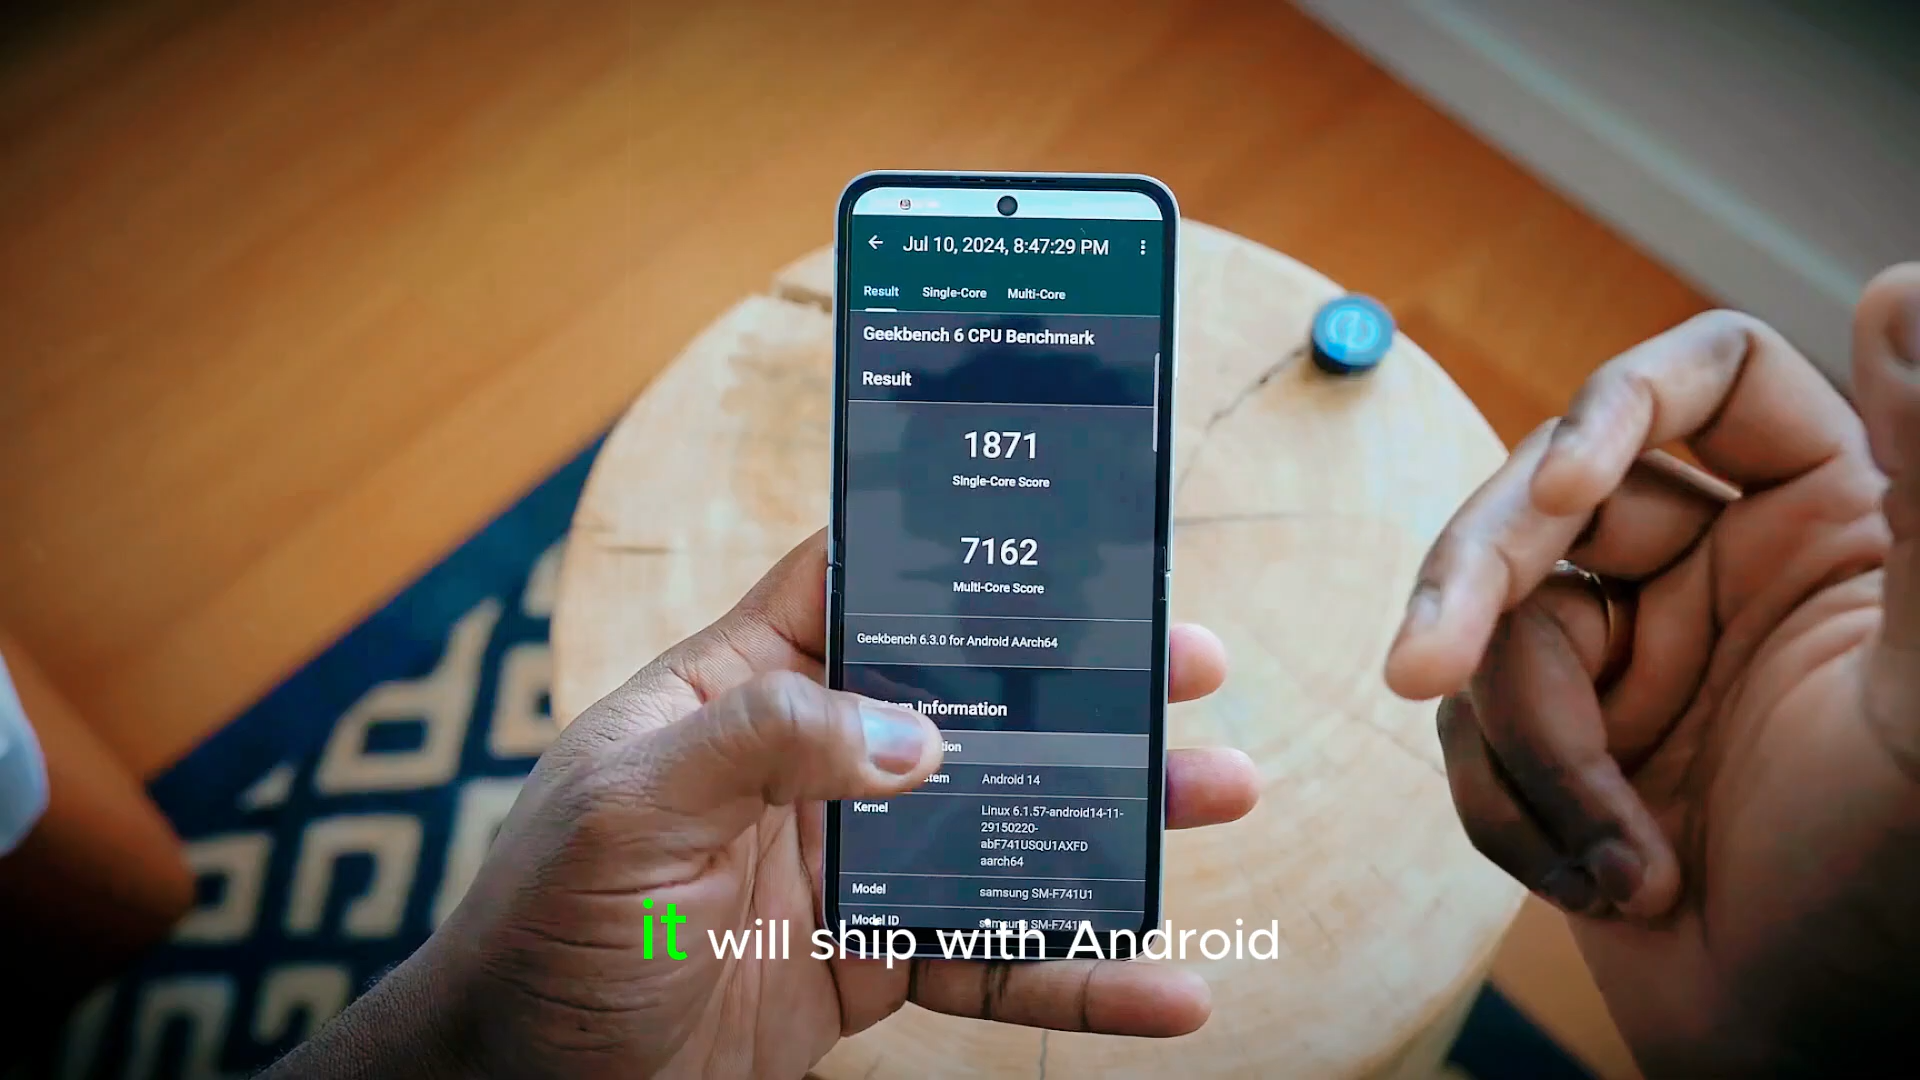 Jul 10, 2024, 8:47:29 PM
Result Single-Core Multi-Core
Geekbench 6 CPU Benchmark
Result
1871
Single-Core Score
7162
Multi-Core Score
Geekbench 6.3.0 for Android AArch64
Information
Android 14
Kernel Linux 6.1.57-android14-11-
29150220-
abF741USQU1AXFD
aarch64
Model samsung SM-F741U1
Model ID samsung
it will ship with Android